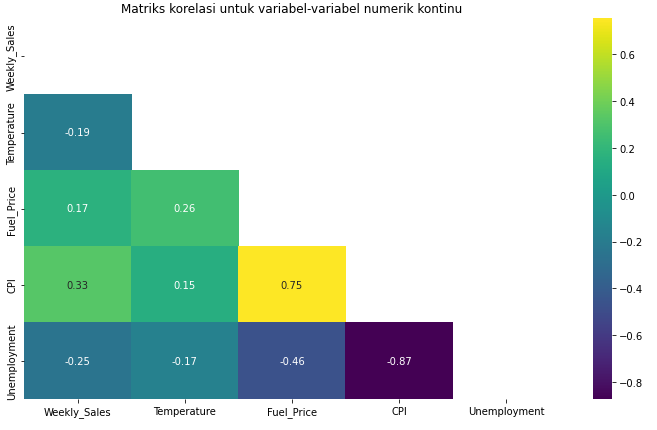 Matriks korelasi untuk variabel-variabel numerik kontinu
Weekly_Sales
Temperature
-0.19
Fuel_Price
0.17 0.26
CPI
0.33 0.15 0.75
Unemployment
-0.25 -0.17 -0.46 -0.87
Weekly_Sales Temperature Fuel_Price CPI Unemployment
0.6
0.4
0.2
0.0
−0.2
−0.4
−0.6
−0.8